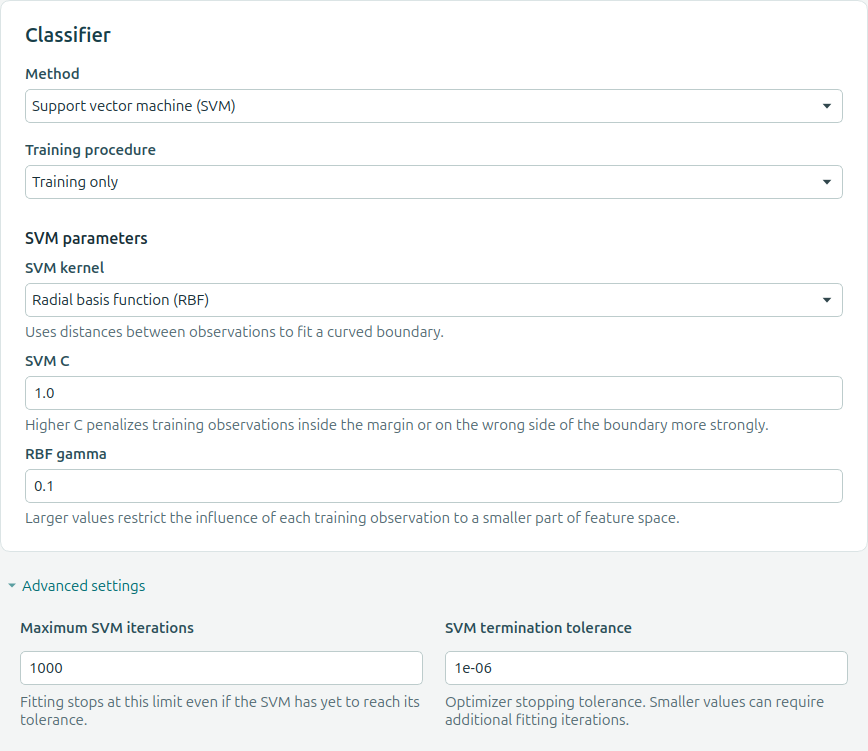 Classifier
Method
Support vector machine (SVM)
Training procedure
Training only
SVM parameters
SVM kernel
Radial basis function (RBF)
Uses distances between observations to fit a curved boundary.
SVM C
1.0
Higher C penalizes training observations inside the margin or on the wrong side of the boundary more strongly.
RBF gamma
0.1
Larger values restrict the influence of each training observation to a smaller part of feature space.
Advanced settings
Maximum SVM iterations
1000
Fitting stops at this limit even if the SVM has yet to reach its
tolerance.
SVM termination tolerance
1e-06
Optimizer stopping tolerance. Smaller values can require
additional fitting iterations.